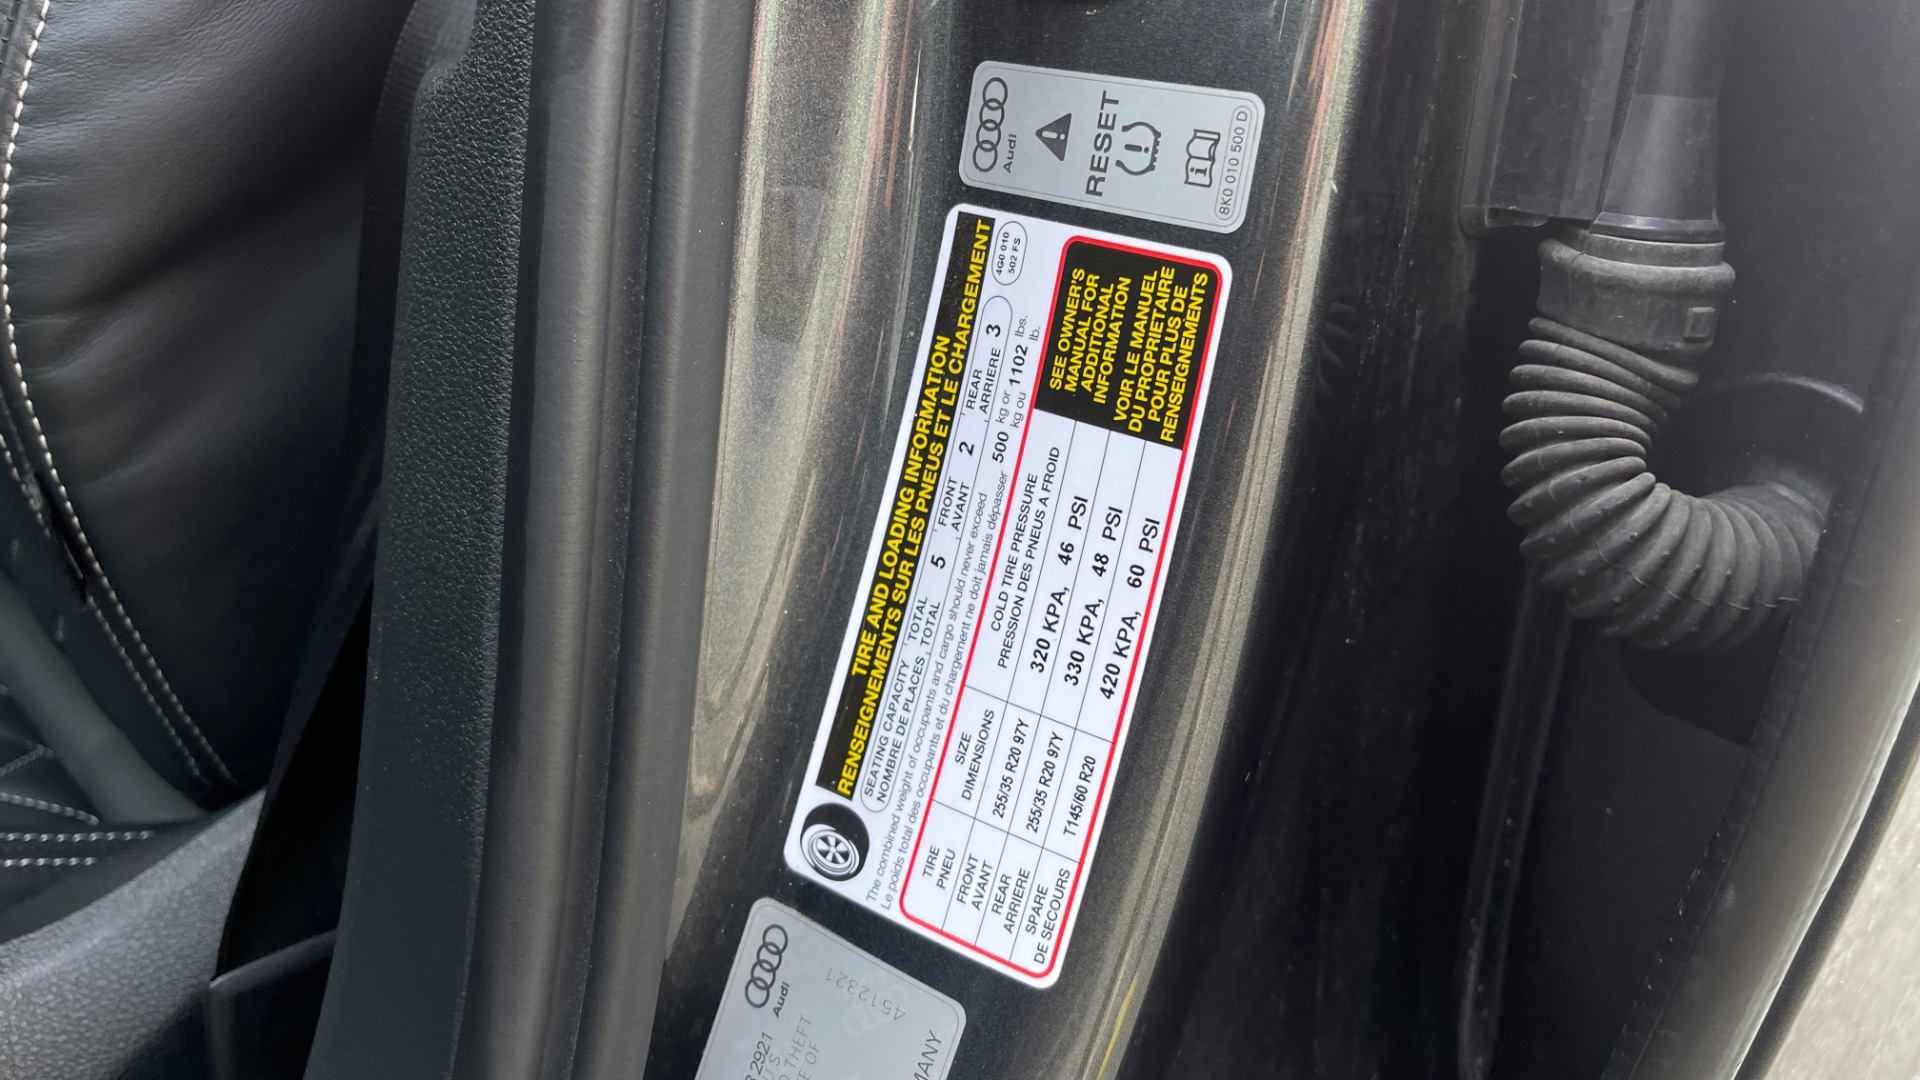 Audi
RESET
8K0 010 500 D
TIRE AND LOADING INFORMATION
RENSEIGNEMENTS SUR LES PNEUS ET LE CHARGEMENT
4G0 010
502 FS
SEATING CAPACITY TOTAL 5 FRONT 2 REAR 3
NOMBRE DE PLACES TOTAL AVANT ARRIERE
The combined weight of occupants and cargo should never exceed 500 kg or 1102 lbs.
Le poids total des occupants et du chargement ne doit jamais dépasser kg ou lb.
TIRE SIZE COLD TIRE PRESSURE
PNEU DIMENSIONS PRESSION DES PNEUS A FROID
FRONT
AVANT 255/35 R20 97Y 320 KPA, 46 PSI
REAR
ARRIERE 255/35 R20 97Y 330 KPA, 48 PSI
SPARE
DE SECOURS T145/60 R20 420 KPA, 60 PSI
SEE OWNER'S
MANUAL FOR
ADDITIONAL
INFORMATION
VOIR LE MANUEL
DU PROPRIETAIRE
POUR PLUS DE
RENSEIGNEMENTS
Audi
4512321
2921
THEFT
OF